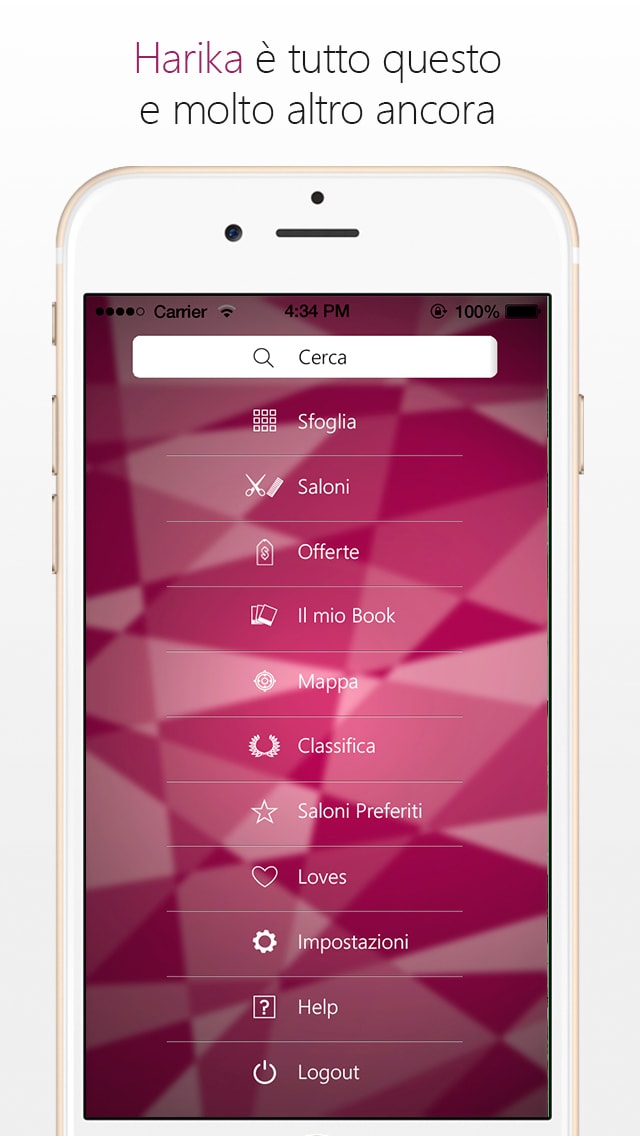 Harika è tutto questo
e molto altro ancora
Carrier 4:34 PM 100%
Cerca
Sfoglia
Saloni
Offerte
Il mio Book
Mappa
Classifica
Saloni Preferiti
Loves
Impostazioni
? Help
Logout